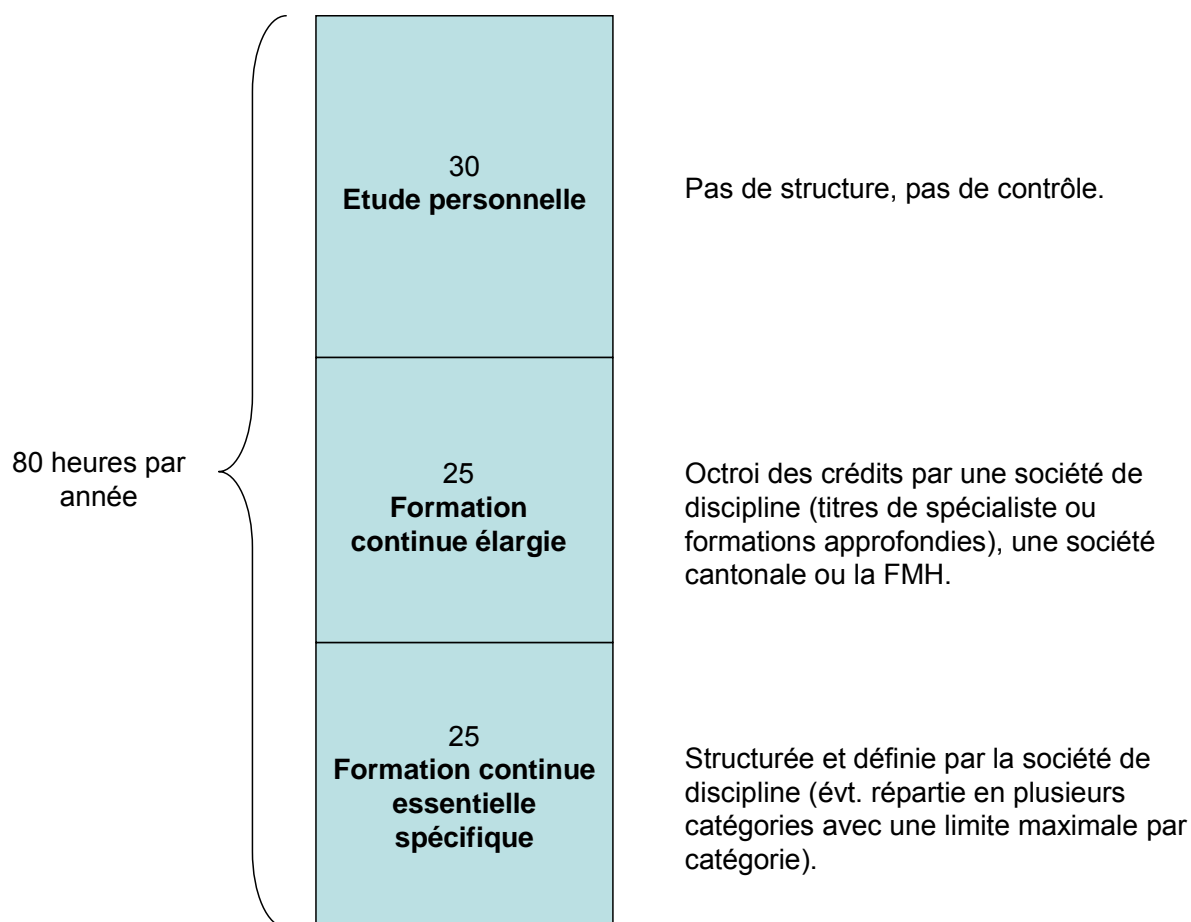 30
Etude personnelle
Pas de structure, pas de contrôle.
80 heures par
année
25
Formation
continue élargie
Octroi des crédits par une société de
discipline (titres de spécialiste ou
formations approfondies), une société
cantonale ou la FMH.
25
Formation continue
essentielle
spécifique
Structurée et définie par la société de
discipline (évt. répartie en plusieurs
catégories avec une limite maximale par
catégorie).